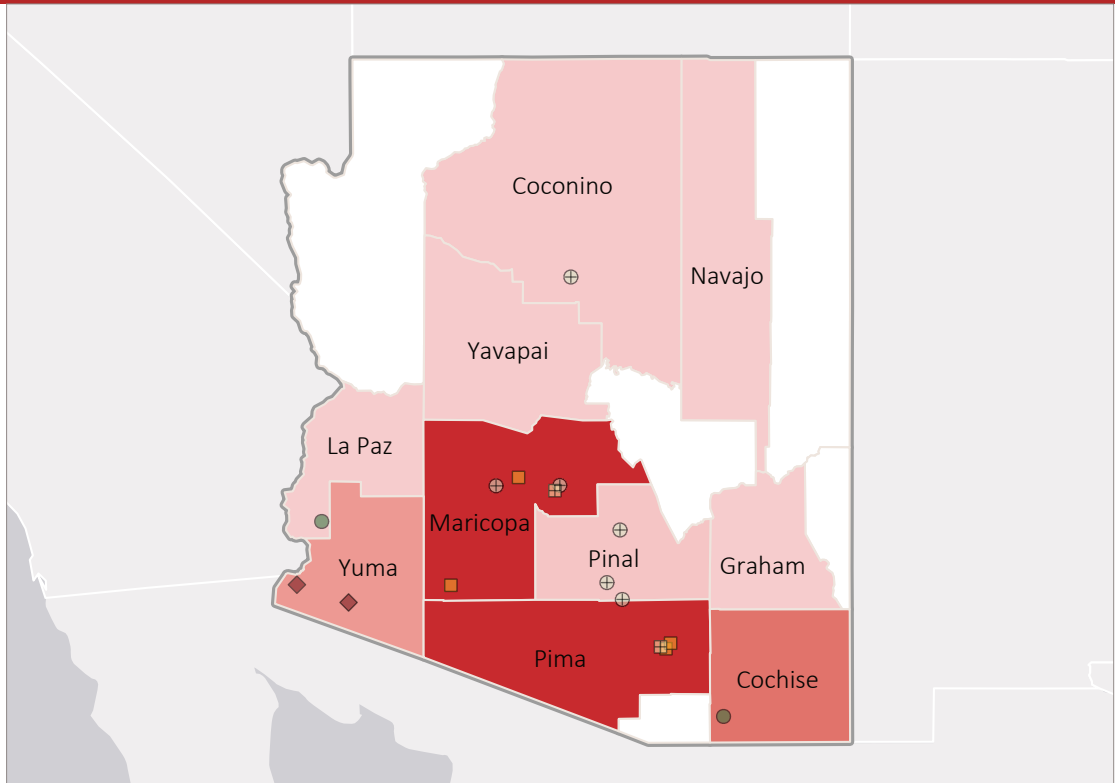 Coconino
Navajo
Yavapai
La Paz
Maricopa
Pinal
Graham
Yuma
Pima
Cochise